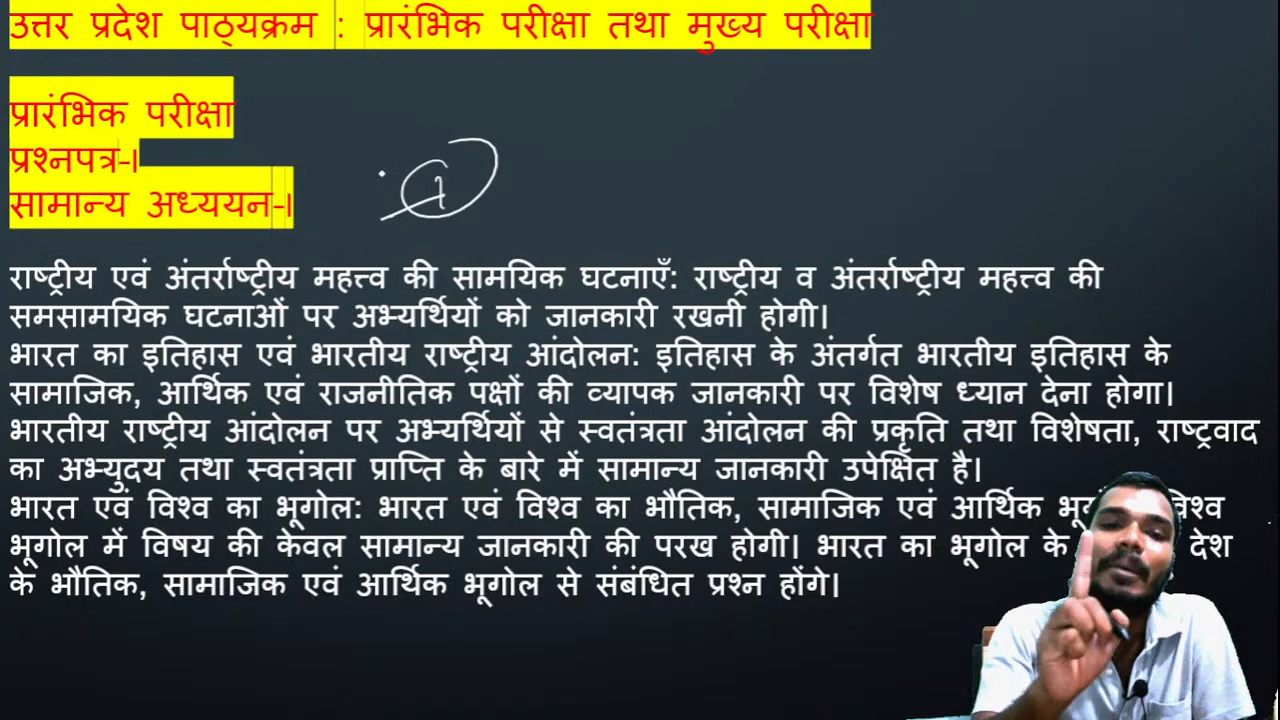 उत्तर प्रदेश पाठ्यक्रम : प्रारंभिक परीक्षा तथा मुख्य परीक्षा
प्रारंभिक परीक्षा
प्रश्नपत्र-I
सामान्य अध्ययन-I
राष्ट्रीय एवं अंतर्राष्ट्रीय महत्त्व की सामयिक घटनाएँ: राष्ट्रीय व अंतर्राष्ट्रीय महत्त्व की
समसामयिक घटनाओं पर अभ्यर्थियों को जानकारी रखनी होगी।
भारत का इतिहास एवं भारतीय राष्ट्रीय आंदोलन: इतिहास के अंतर्गत भारतीय इतिहास के
सामाजिक, आर्थिक एवं राजनीतिक पक्षों की व्यापक जानकारी पर विशेष ध्यान देना होगा।
भारतीय राष्ट्रीय आंदोलन पर अभ्यर्थियों से स्वतंत्रता आंदोलन की प्रकृति तथा विशेषता, राष्ट्रवाद
का अभ्युदय तथा स्वतंत्रता प्राप्ति के बारे में सामान्य जानकारी उपेक्षित है।
भारत एवं विश्व का भूगोल: भारत एवं विश्व का भौतिक, सामाजिक एवं आर्थिक विश्व
भूगोल में विषय की केवल सामान्य जानकारी की परख होगी। भारत का भूगोल के देश
के भौतिक, सामाजिक एवं आर्थिक भूगोल से संबंधित प्रश्न होंगे।